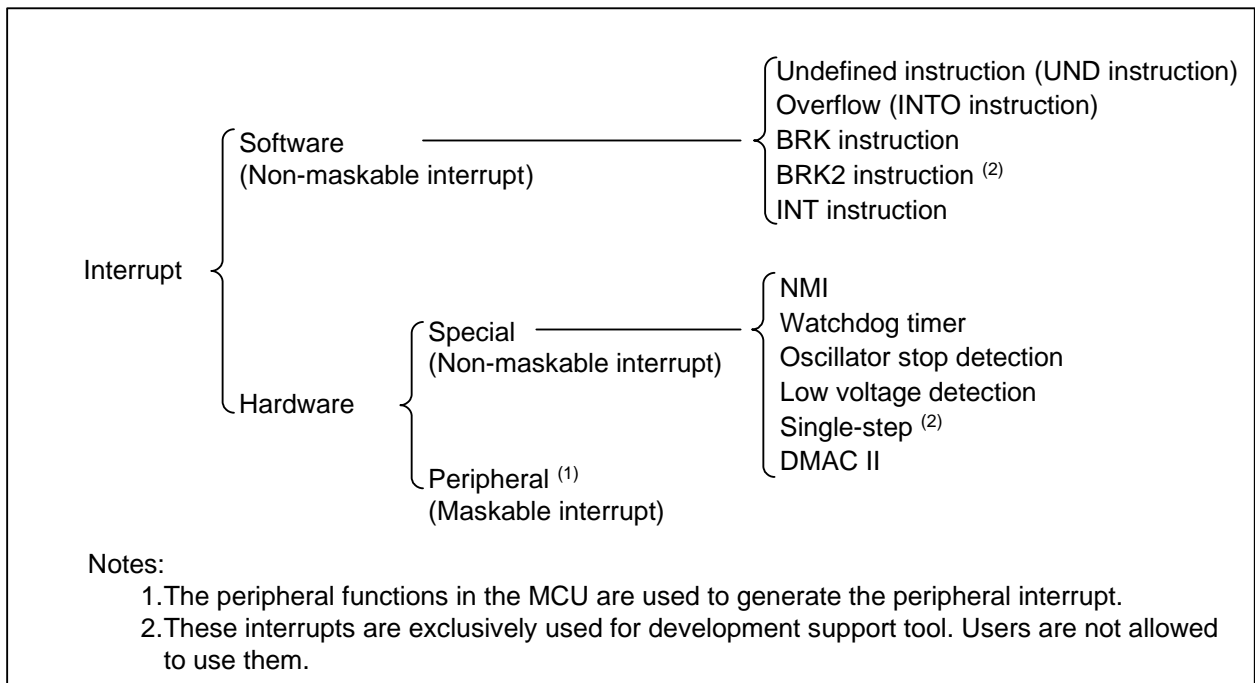 Undefined instruction (UND instruction)
Overflow (INTO instruction)
Software
BRK instruction
(Non-maskable interrupt)
BRK2 instruction (2)
INT instruction
Interrupt
NMI
Special
Watchdog timer
(Non-maskable interrupt)
Oscillator stop detection
Low voltage detection
Hardware
Single-step (2)
DMAC II
Peripheral (1)
(Maskable interrupt)
Notes:
1.The peripheral functions in the MCU are used to generate the peripheral interrupt.
2.These interrupts are exclusively used for development support tool. Users are not allowed
to use them.